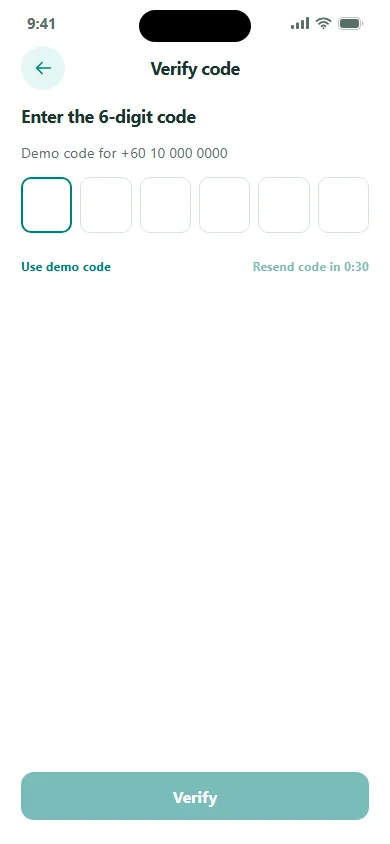 9:41
Verify code
Enter the 6-digit code
Demo code for +60 10 000 0000
Use demo code
Resend code in 0:30
Verify